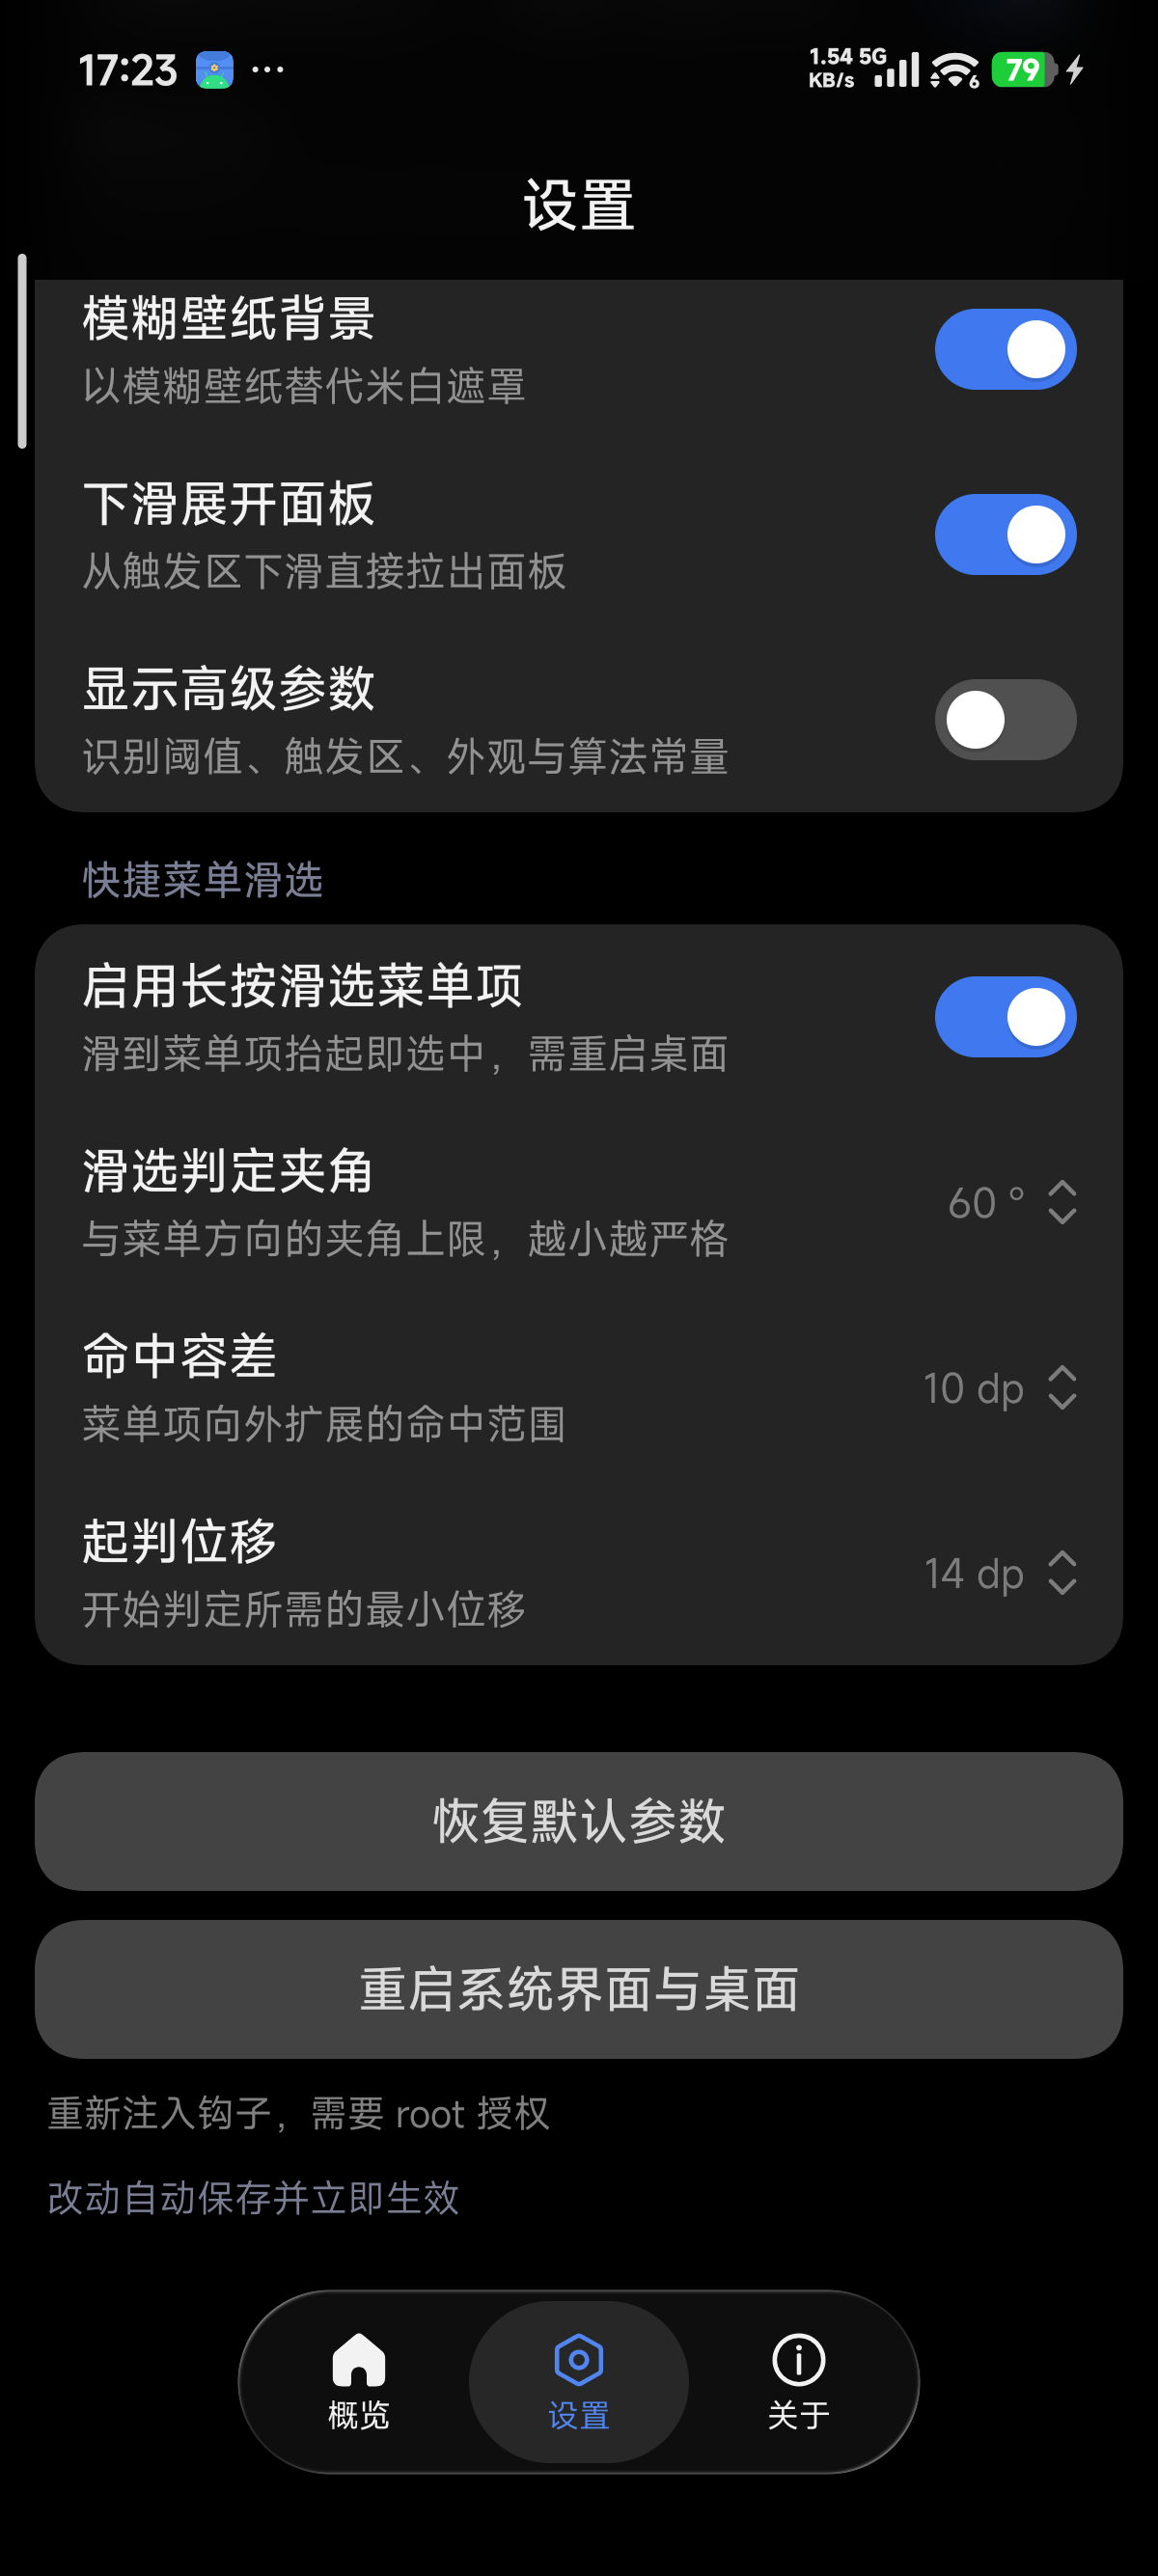 17:23
1.54 5G
KB/s
6
79
设置
模糊壁纸背景
以模糊壁纸替代米白遮罩
下滑展开面板
从触发区下滑直接拉出面板
显示高级参数
识别阈值、触发区、外观与算法常量
快捷菜单滑选
启用长按滑选菜单项
滑到菜单项抬起即选中，需重启桌面
滑选判定夹角
60 °
与菜单方向的夹角上限，越小越严格
命中容差
10 dp
菜单项向外扩展的命中范围
起判位移
14 dp
开始判定所需的最小位移
恢复默认参数
重启系统界面与桌面
重新注入钩子，需要 root 授权
改动自动保存并立即生效
概览
设置
关于